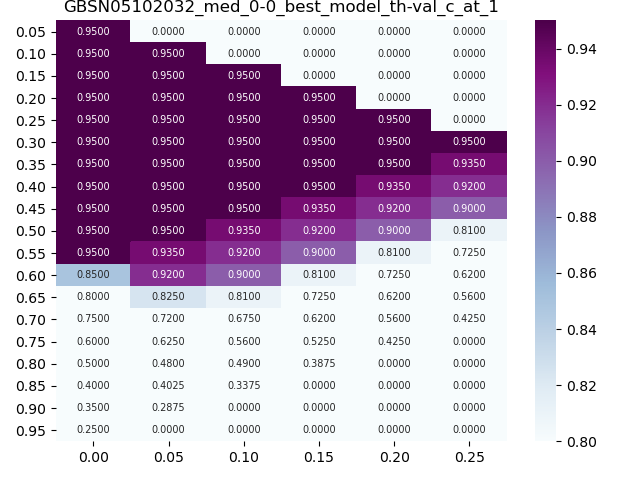 GBSN05102032_med_0-0_best_model_th-val_c_at_1
0.05 0.9500 0.0000 0.0000 0.0000 0.0000 0.0000
0.10 0.9500 0.9500 0.0000 0.0000 0.0000 0.0000
0.15 0.9500 0.9500 0.9500 0.0000 0.0000 0.0000
0.20 0.9500 0.9500 0.9500 0.9500 0.0000 0.0000
0.25 0.9500 0.9500 0.9500 0.9500 0.9500 0.0000
0.30 0.9500 0.9500 0.9500 0.9500 0.9500 0.9500
0.35 0.9500 0.9500 0.9500 0.9500 0.9500 0.9350
0.40 0.9500 0.9500 0.9500 0.9500 0.9350 0.9200
0.45 0.9500 0.9500 0.9500 0.9350 0.9200 0.9000
0.50 0.9500 0.9500 0.9350 0.9200 0.9000 0.8100
0.55 0.9500 0.9350 0.9200 0.9000 0.8100 0.7250
0.60 0.8500 0.9200 0.9000 0.8100 0.7250 0.6200
0.65 0.8000 0.8250 0.8100 0.7250 0.6200 0.5600
0.70 0.7500 0.7200 0.6750 0.6200 0.5600 0.4250
0.75 0.6000 0.6250 0.5600 0.5250 0.4250 0.0000
0.80 0.5000 0.4800 0.4900 0.3875 0.0000 0.0000
0.85 0.4000 0.4025 0.3375 0.0000 0.0000 0.0000
0.90 0.3500 0.2875 0.0000 0.0000 0.0000 0.0000
0.95 0.2500 0.0000 0.0000 0.0000 0.0000 0.0000
0.00 0.05 0.10 0.15 0.20 0.25
0.94
0.92
0.90
0.88
0.86
0.84
0.82
0.80